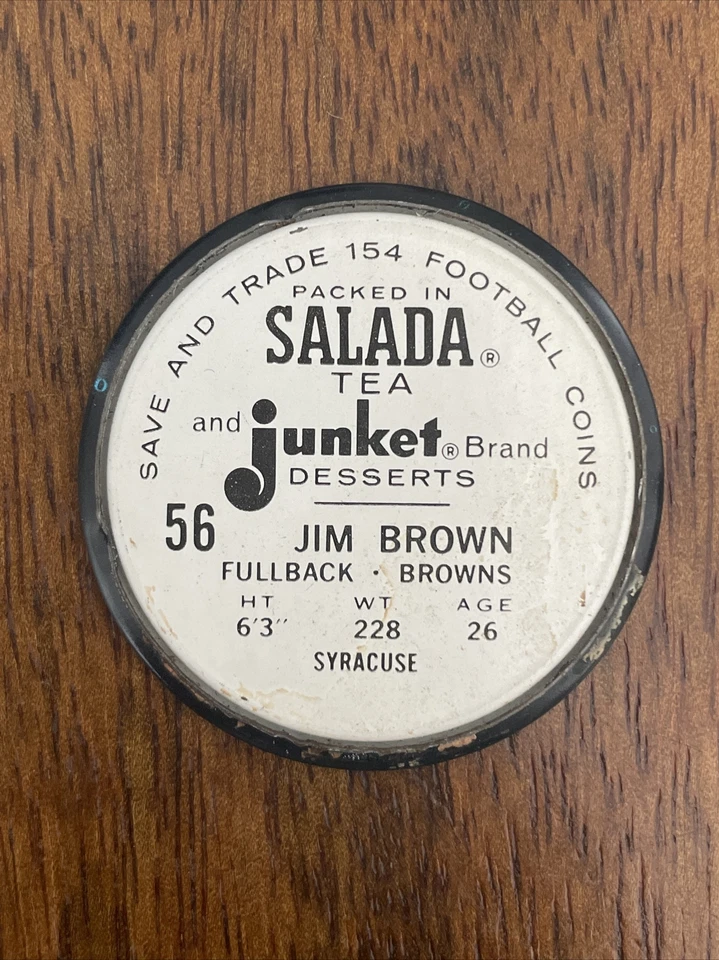 SAVE AND TRADE 154 FOOTBALL COINS
PACKED IN
SALADA®
TEA
and junket® Brand
DESSERTS
56 JIM BROWN
FULLBACK · BROWNS
HT WT AGE
6'3" 228 26
SYRACUSE